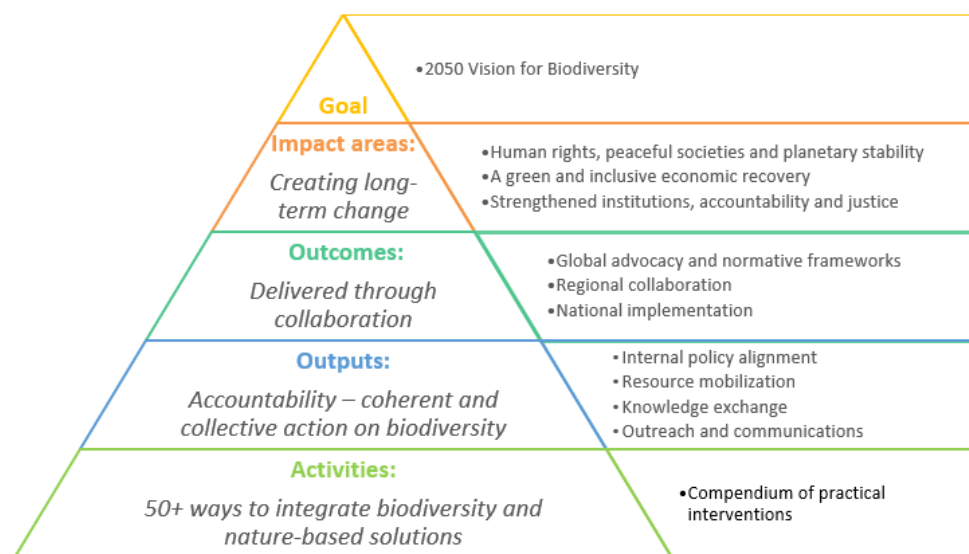 •2050 Vision for Biodiversity
Goal
Impact areas:
Creating long-
term change
•Human rights, peaceful societies and planetary stability
•A green and inclusive economic recovery
•Strengthened institutions, accountability and justice
Outcomes:
Delivered through
collaboration
•Global advocacy and normative frameworks
•Regional collaboration
•National implementation
Outputs:
Accountability – coherent and
collective action on biodiversity
•Internal policy alignment
•Resource mobilization
•Knowledge exchange
•Outreach and communications
Activities:
50+ ways to integrate biodiversity and
nature-based solutions
•Compendium of practical
interventions